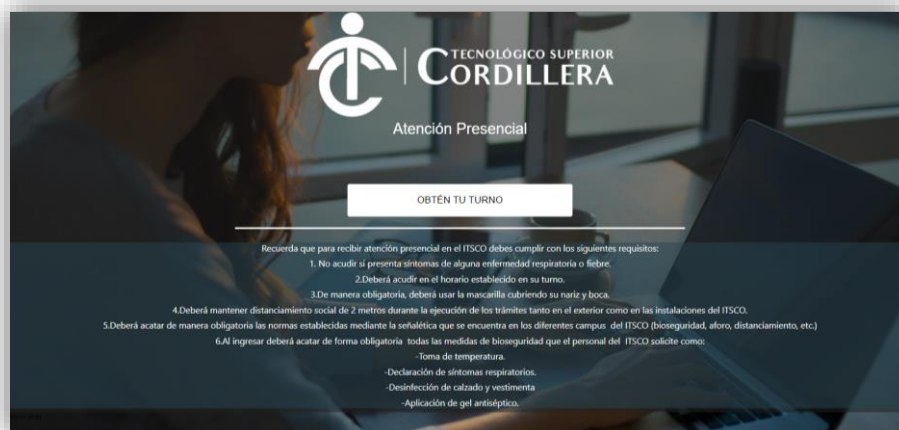 TECNOLÓGICO SUPERIOR
CORDILLERA
Atención Presencial
OBTÉN TU TURNO
Recuerda que para recibir atención presencial en el ITSCO debes cumplir con los siguientes requisitos:
1. No acudir si presenta síntomas de alguna enfermedad respiratoria o fiebre.
2.Deberá acudir en el horario establecido en su turno.
3.De manera obligatoria, deberá usar la mascarilla cubriendo su nariz y boca.
4.Deberá mantener distanciamiento social de 2 metros durante la ejecución de los trámites tanto en el exterior como en las instalaciones del ITSCO.
5.Deberá acatar de manera obligatoria las normas establecidas mediante la señalética que se encuentra en los diferentes campus del ITSCO (bioseguridad, aforo, distanciamiento, etc.)
6.Al ingresar deberá acatar de forma obligatoria todas las medidas de bioseguridad que el personal del ITSCO solicite como:
-Toma de temperatura.
-Declaración de síntomas respiratorios.
-Desinfección de calzado y vestimenta
-Aplicación de gel antiséptico.